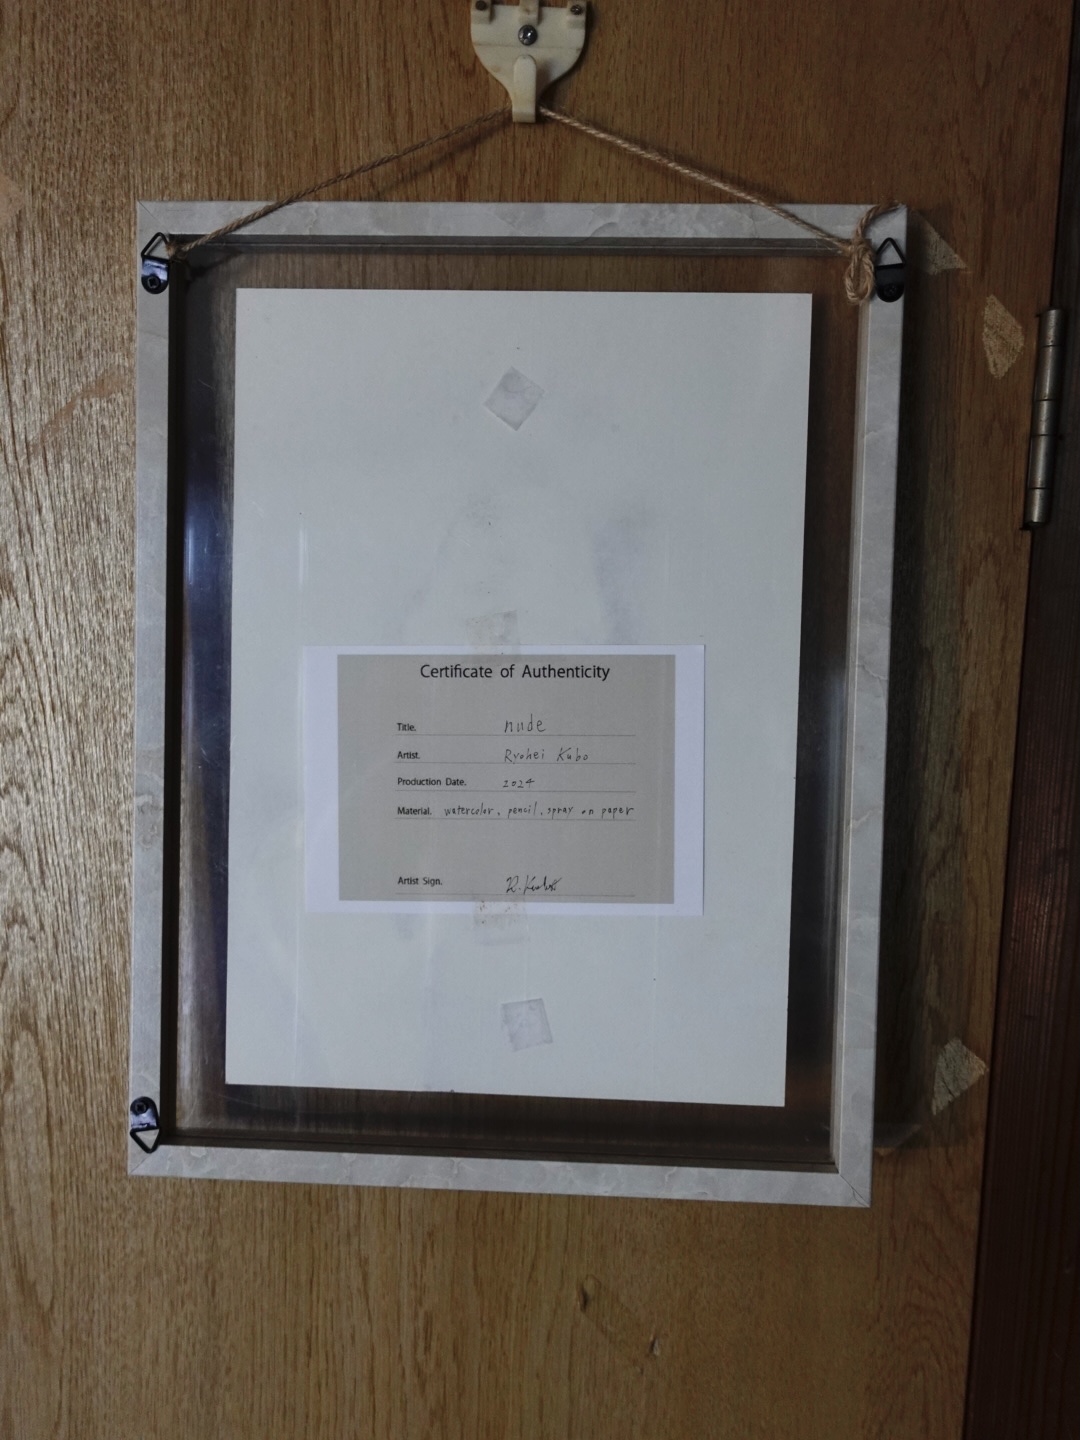 Certificate of Authenticity
Title. nude
Artist. Ryohei Kubo
Production Date. 2024
Material. watercolor, pencil, spray on paper
Artist Sign. R. Kubo